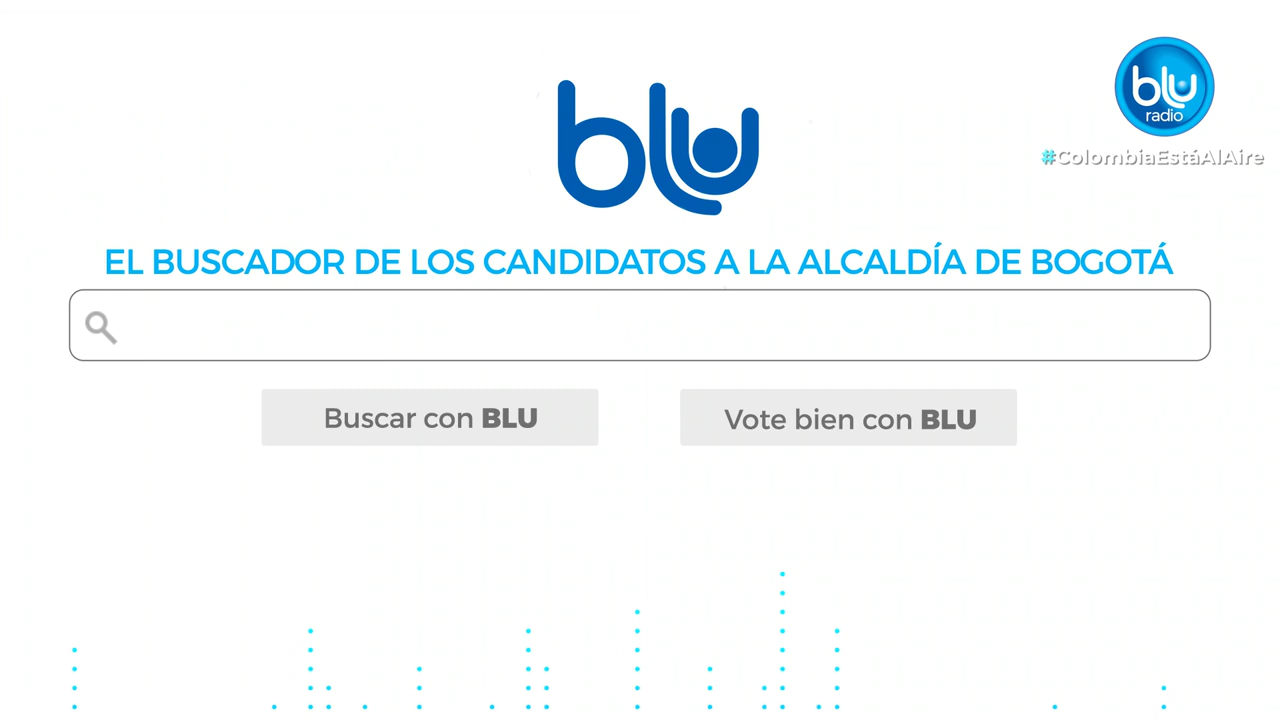 blu
radio
#ColombiaEstáAlAire
blu
EL BUSCADOR DE LOS CANDIDATOS A LA ALCALDÍA DE BOGOTÁ
Buscar con BLU
Vote bien con BLU